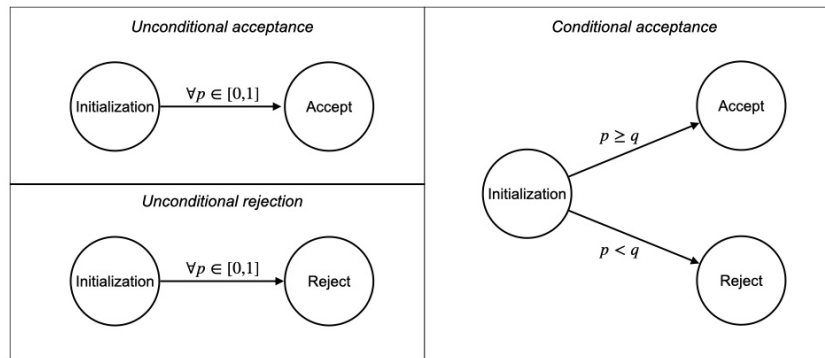 Unconditional acceptance
Initialization
∀p ∈ [0,1]
Accept
Unconditional rejection
Initialization
∀p ∈ [0,1]
Reject
Conditional acceptance
Initialization
p ≥ q
Accept
p < q
Reject